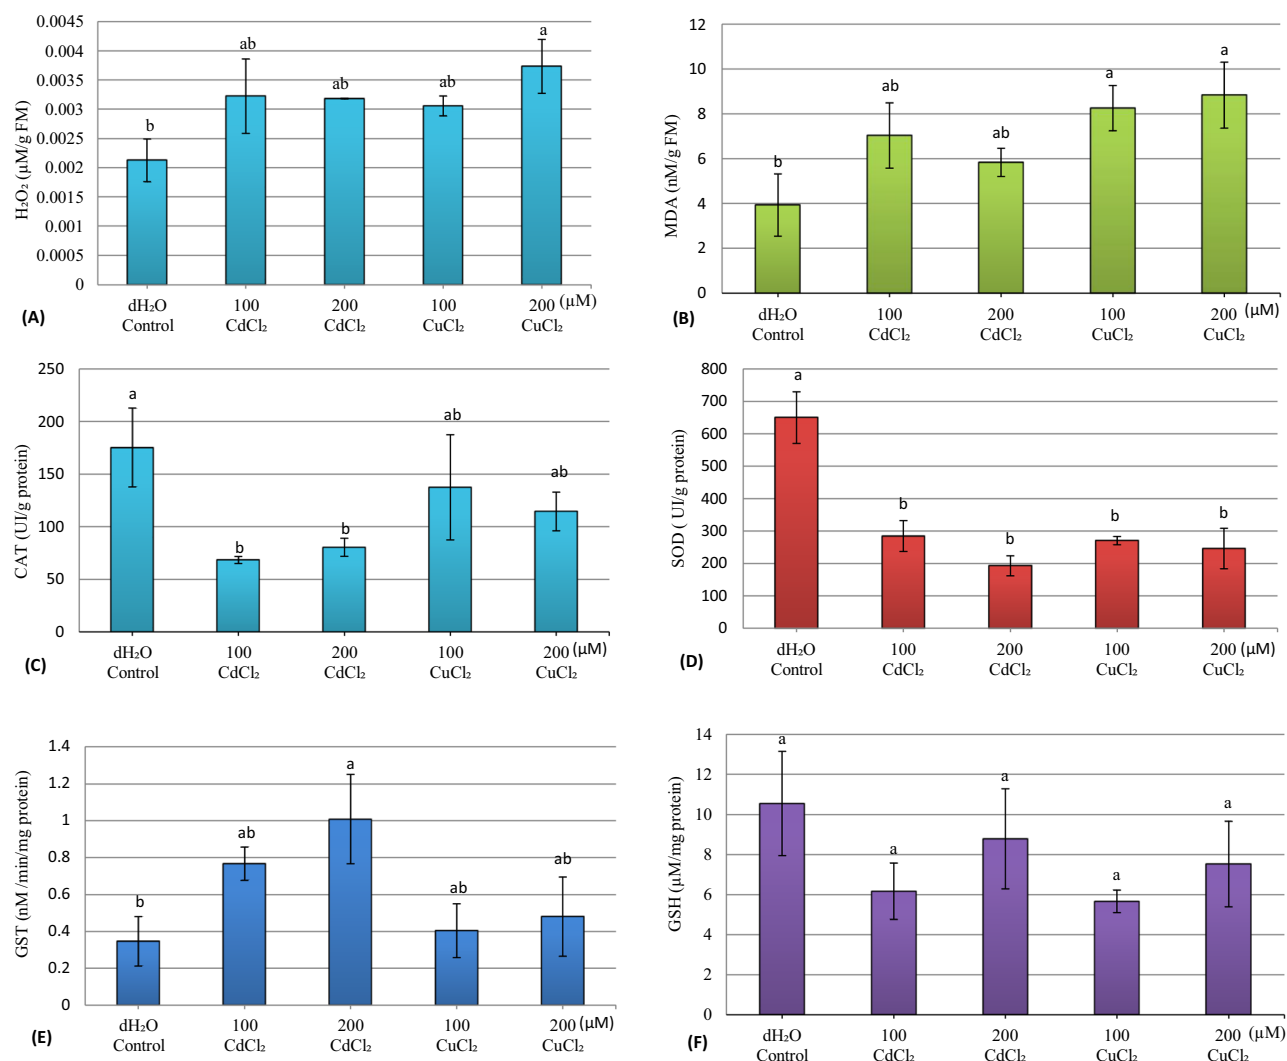 H₂O₂ (µM/g FM)
0.0045
0.004
0.0035
0.003
0.0025
0.002
0.0015
0.001
0.0005
0
b
ab
ab
ab
a
dH₂O 100 200 100 200 (µM)
Control CdCl₂ CdCl₂ CuCl₂ CuCl₂
(A)
MDA (nM/g FM)
12
10
8
6
4
2
0
b
ab
ab
a
a
dH₂O 100 200 100 200 (µM)
Control CdCl₂ CdCl₂ CuCl₂ CuCl₂
(B)
CAT (UI/g protein)
250
200
150
100
50
0
a
b
b
ab
ab
dH₂O 100 200 100 200 (µM)
Control CdCl₂ CdCl₂ CuCl₂ CuCl₂
(C)
SOD ( UI/g protein)
800
700
600
500
400
300
200
100
0
a
b
b
b
b
dH₂O 100 200 100 200 (µM)
Control CdCl₂ CdCl₂ CuCl₂ CuCl₂
(D)
GST (nM /min/mg protein)
1.4
1.2
1
0.8
0.6
0.4
0.2
0
b
ab
a
ab
ab
dH₂O 100 200 100 200 (µM)
Control CdCl₂ CdCl₂ CuCl₂ CuCl₂
(E)
GSH (µM/mg protein)
14
12
10
8
6
4
2
0
a
a
a
a
a
dH₂O 100 200 100 200 (µM)
Control CdCl₂ CdCl₂ CuCl₂ CuCl₂
(F)